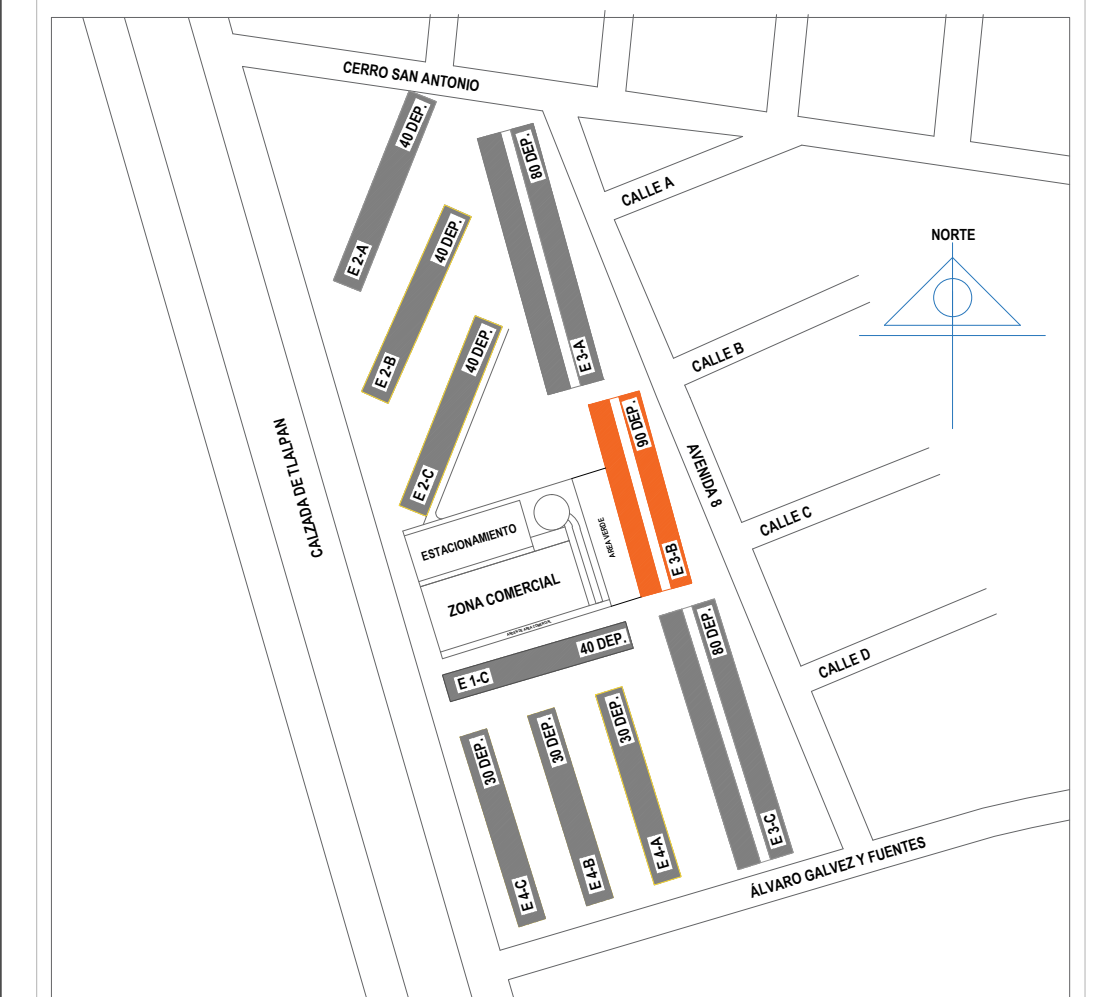 CERRO SAN ANTONIO
40 DEP.
E 2-A
80 DEP.
E 3-A
CALLE A
NORTE
40 DEP.
E 2-B
40 DEP.
E 2-C
CALLE B
90 DEP.
E 3-B
AVENIDA 8
CALZADA DE TLALPAN
CALLE C
ESTACIONAMIENTO
AREA VERDE
ZONA COMERCIAL
40 DEP.
E 1-C
80 DEP.
E 3-C
CALLE D
30 DEP.
E 4-C
30 DEP.
E 4-B
30 DEP.
E 4-A
ÁLVARO GALVEZ Y FUENTES